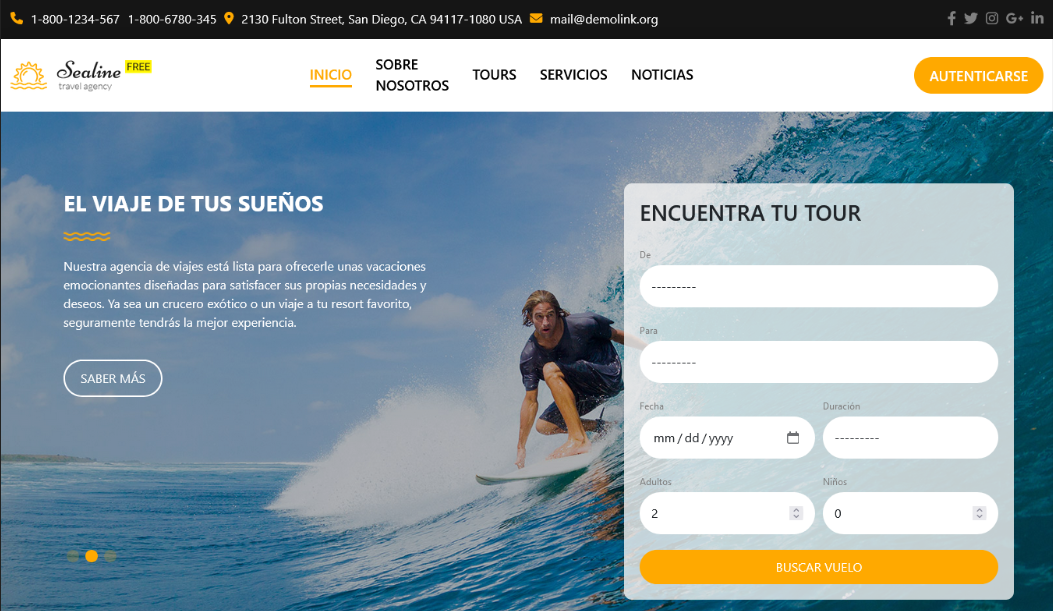 1-800-1234-567 1-800-6780-345 2130 Fulton Street, San Diego, CA 94117-1080 USA mail@demolink.org
Sealine FREE
travel agency
INICIO
SOBRE
NOSOTROS
TOURS
SERVICIOS
NOTICIAS
AUTENTICARSE
EL VIAJE DE TUS SUEÑOS
Nuestra agencia de viajes está lista para ofrecerle unas vacaciones
emocionantes diseñadas para satisfacer sus propias necesidades y
deseos. Ya sea un crucero exótico o un viaje a tu resort favorito,
seguramente tendrás la mejor experiencia.
SABER MÁS
ENCUENTRA TU TOUR
De
---------
Para
---------
Fecha Duración
mm/dd/yyyy ---------
Adultos Niños
2 0
BUSCAR VUELO